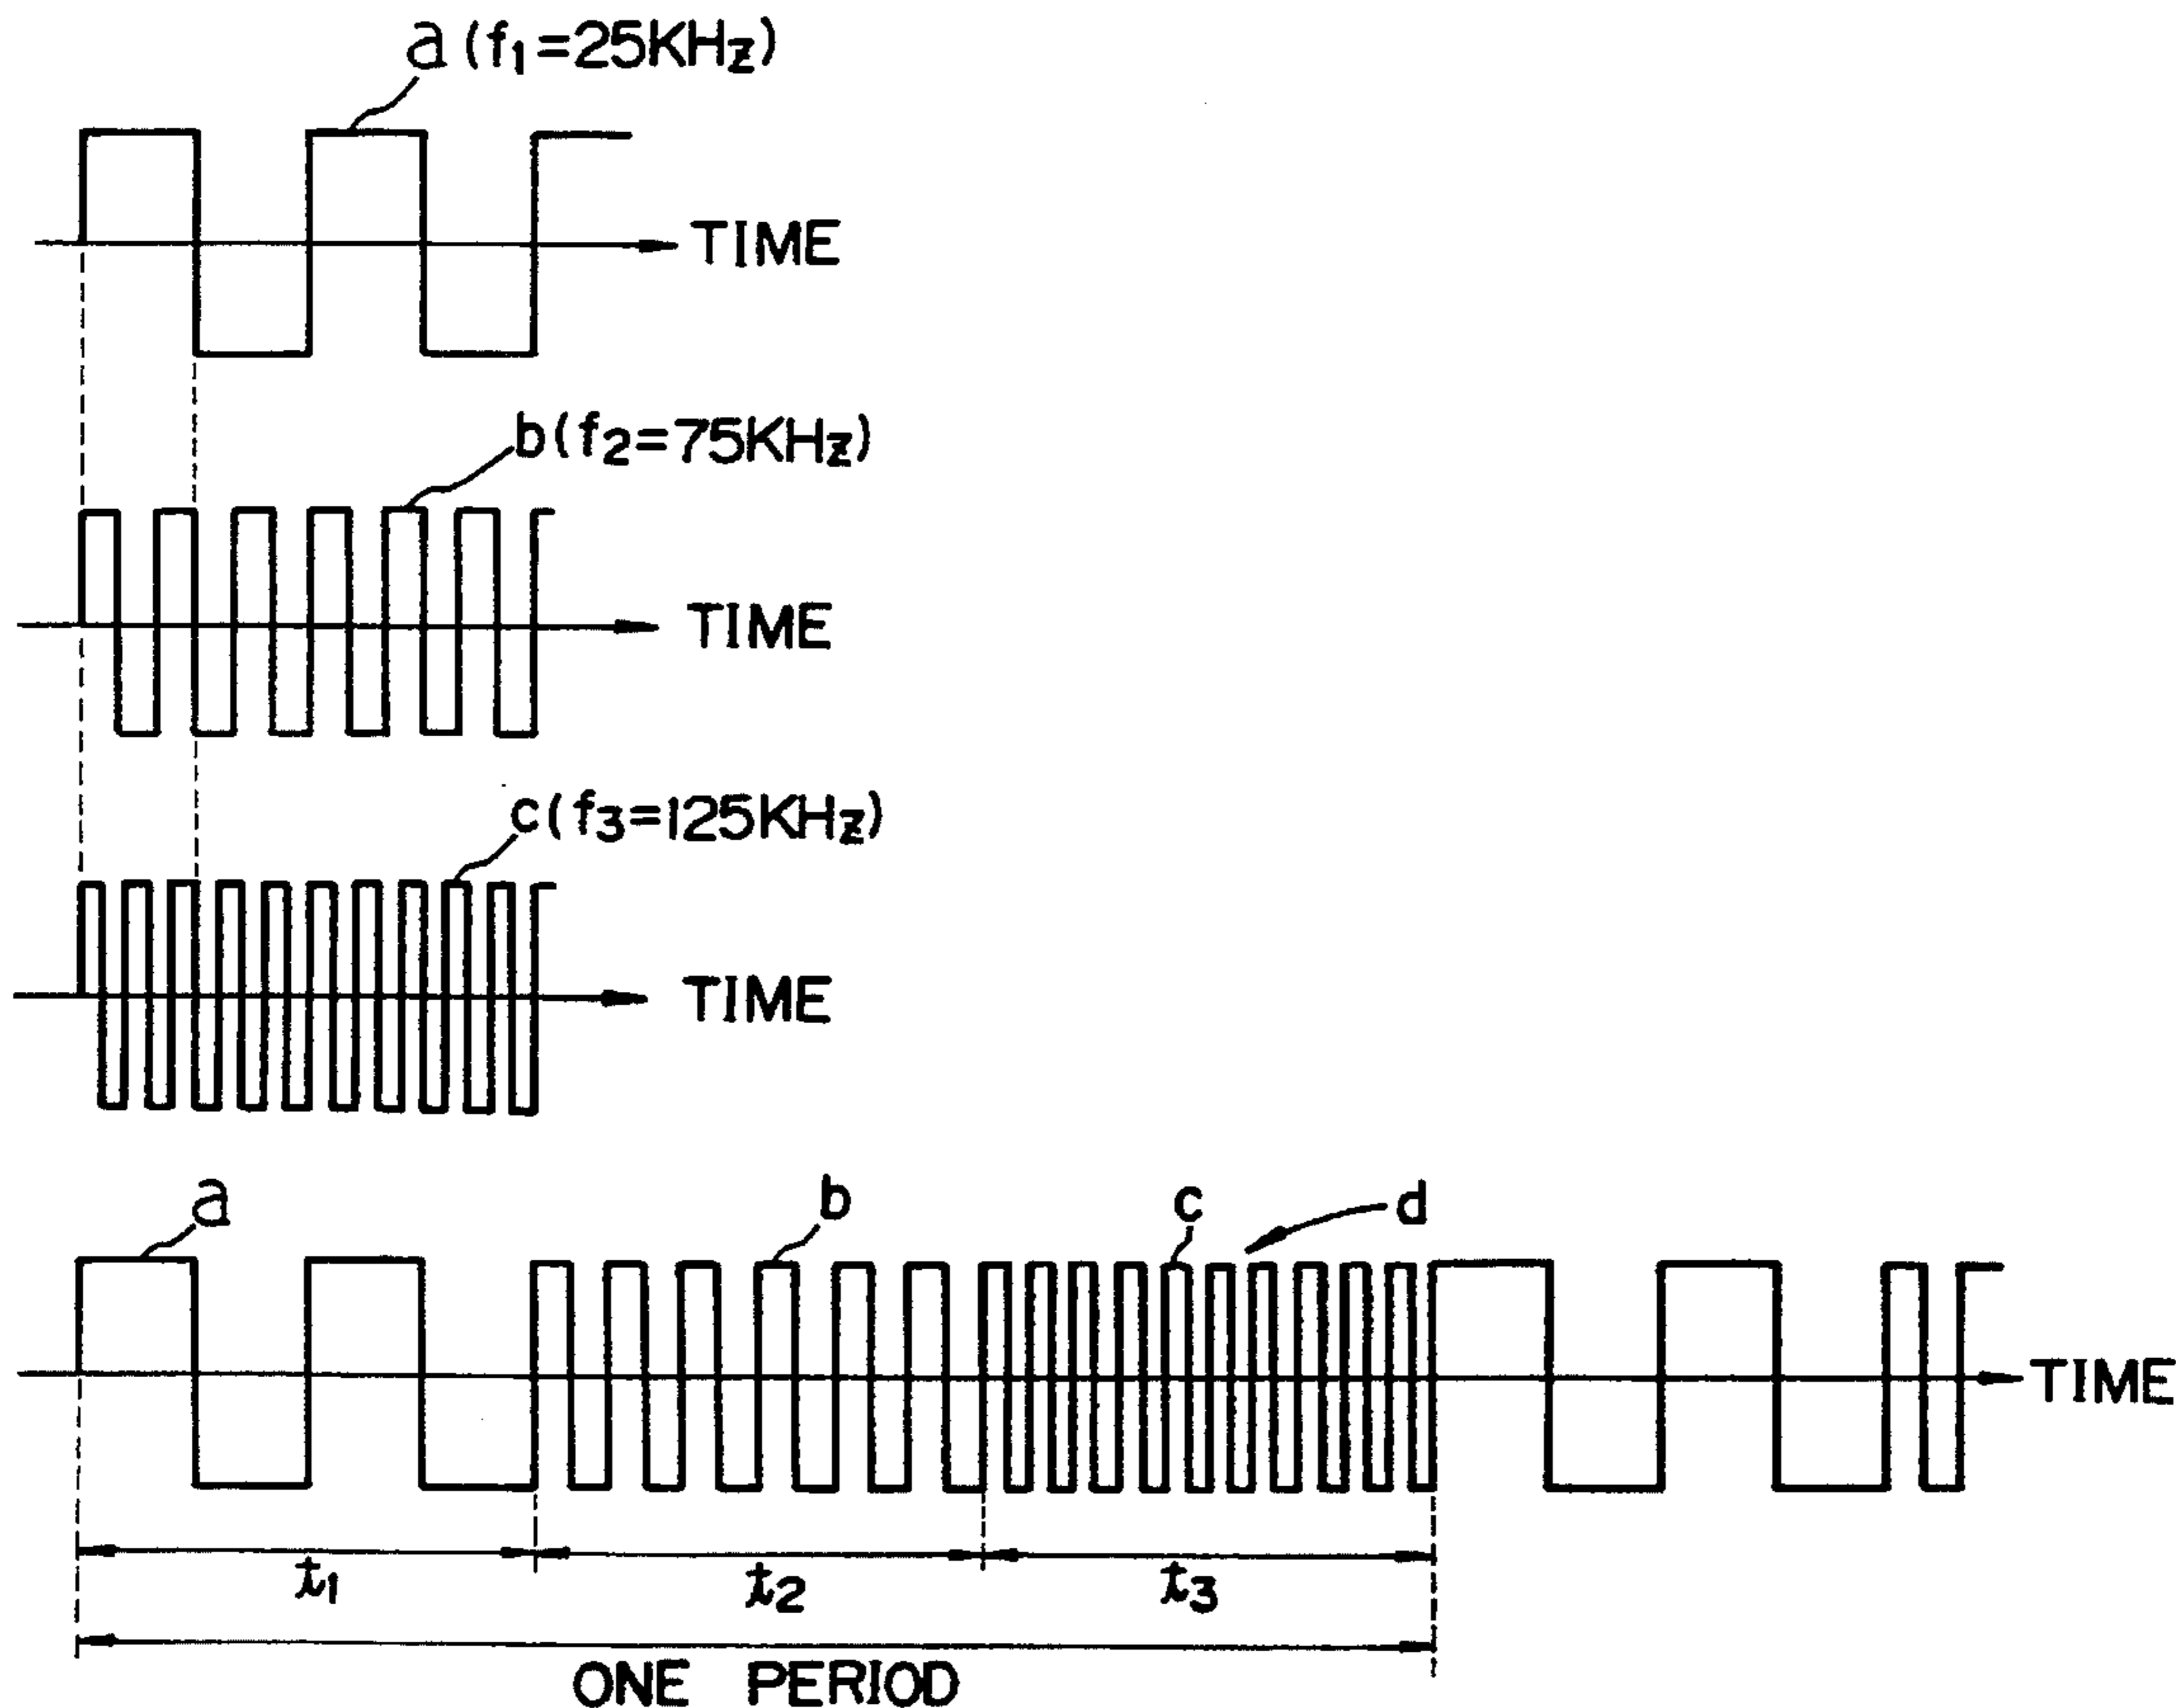 a (f1=25KHz)
TIME
b(f2=75KHz)
TIME
c(f3=125KHz)
TIME
a b c d
TIME
t1 t2 t3
ONE PERIOD